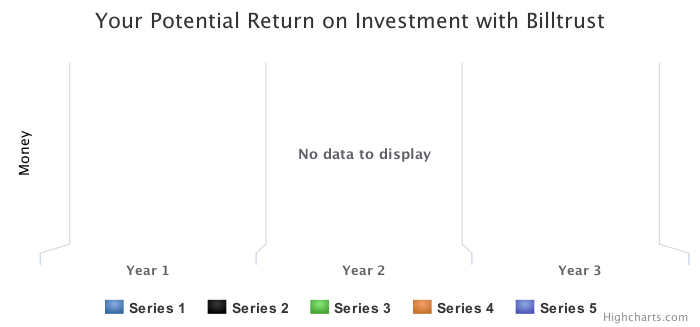 Your Potential Return on Investment with Billtrust
Money
No data to display
Year 1 Year 2 Year 3
Series 1 Series 2 Series 3 Series 4 Series 5
Highcharts.com